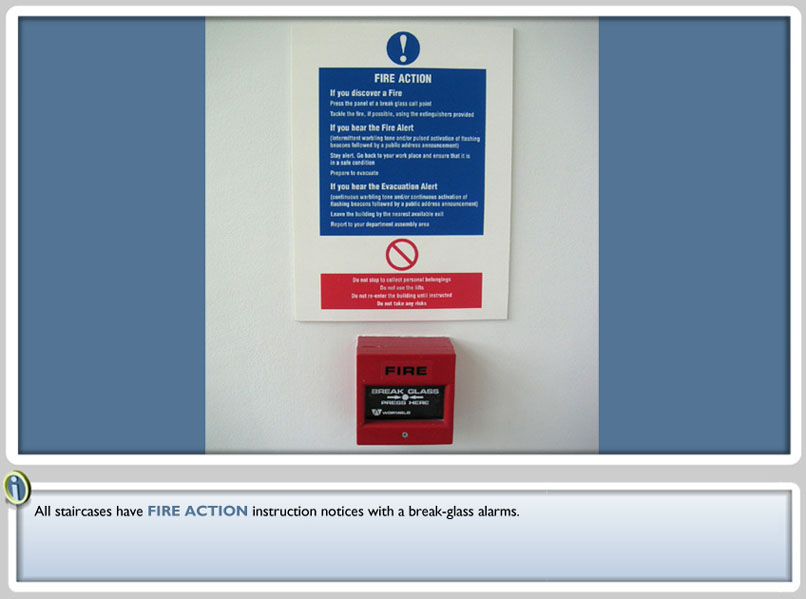 FIRE ACTION
If you discover a Fire
Press the panel of a break glass call point
Tackle the fire, if possible, using the extinguishers provided
If you hear the Fire Alert
(intermittent warbling tone and/or pulsed activation of flashing
beacons followed by a public address announcement)
Stay alert. Go back to your work place and ensure that it is
in a safe condition
Prepare to evacuate
If you hear the Evacuation Alert
(continuous warbling tone and/or continuous activation of
flashing beacons followed by a public address announcement)
Leave the building by the nearest available exit
Report to your department assembly area
Do not stop to collect personal belongings
Do not use the lifts
Do not re-enter the building until instructed
Do not take any risks
FIRE
BREAK GLASS
PRESS HERE
All staircases have FIRE ACTION instruction notices with a break-glass alarms.